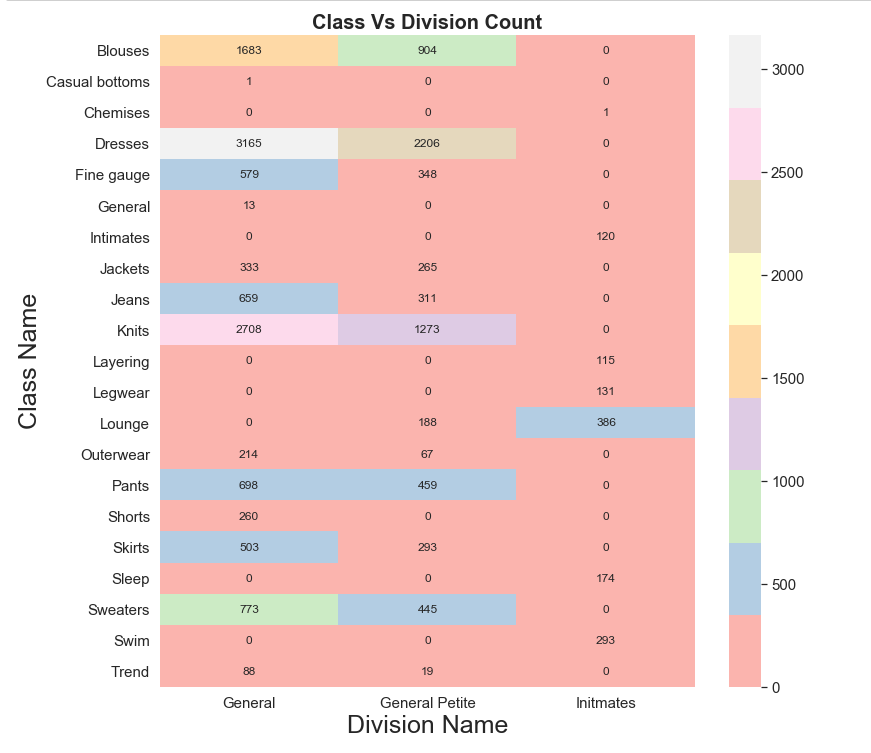 Class Vs Division Count
Blouses 1683 904 0
Casual bottoms 1 0 0
Chemises 0 0 1
Dresses 3165 2206 0
Fine gauge 579 348 0
General 13 0 0
Intimates 0 0 120
Jackets 333 265 0
Jeans 659 311 0
Knits 2708 1273 0
Layering 0 0 115
Legwear 0 0 131
Lounge 0 188 386
Outerwear 214 67 0
Pants 698 459 0
Shorts 260 0 0
Skirts 503 293 0
Sleep 0 0 174
Sweaters 773 445 0
Swim 0 0 293
Trend 88 19 0
General General Petite Initmates
Division Name
Class Name
3000
2500
2000
1500
1000
500
0